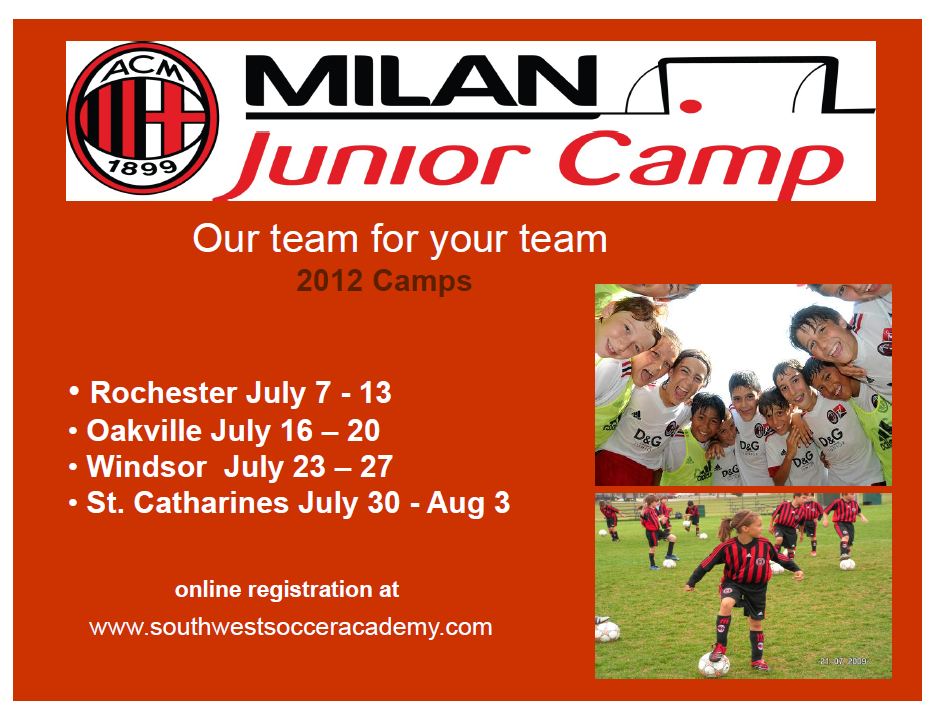 ACM
1899
MILAN
Junior Camp
Our team for your team
2012 Camps
• Rochester July 7 - 13
• Oakville July 16 – 20
• Windsor  July 23 – 27
• St. Catharines July 30 - Aug 3
online registration at
www.southwestsocceracademy.com
D&G
D&G
D&G
D&G
D&G
21/07/2009